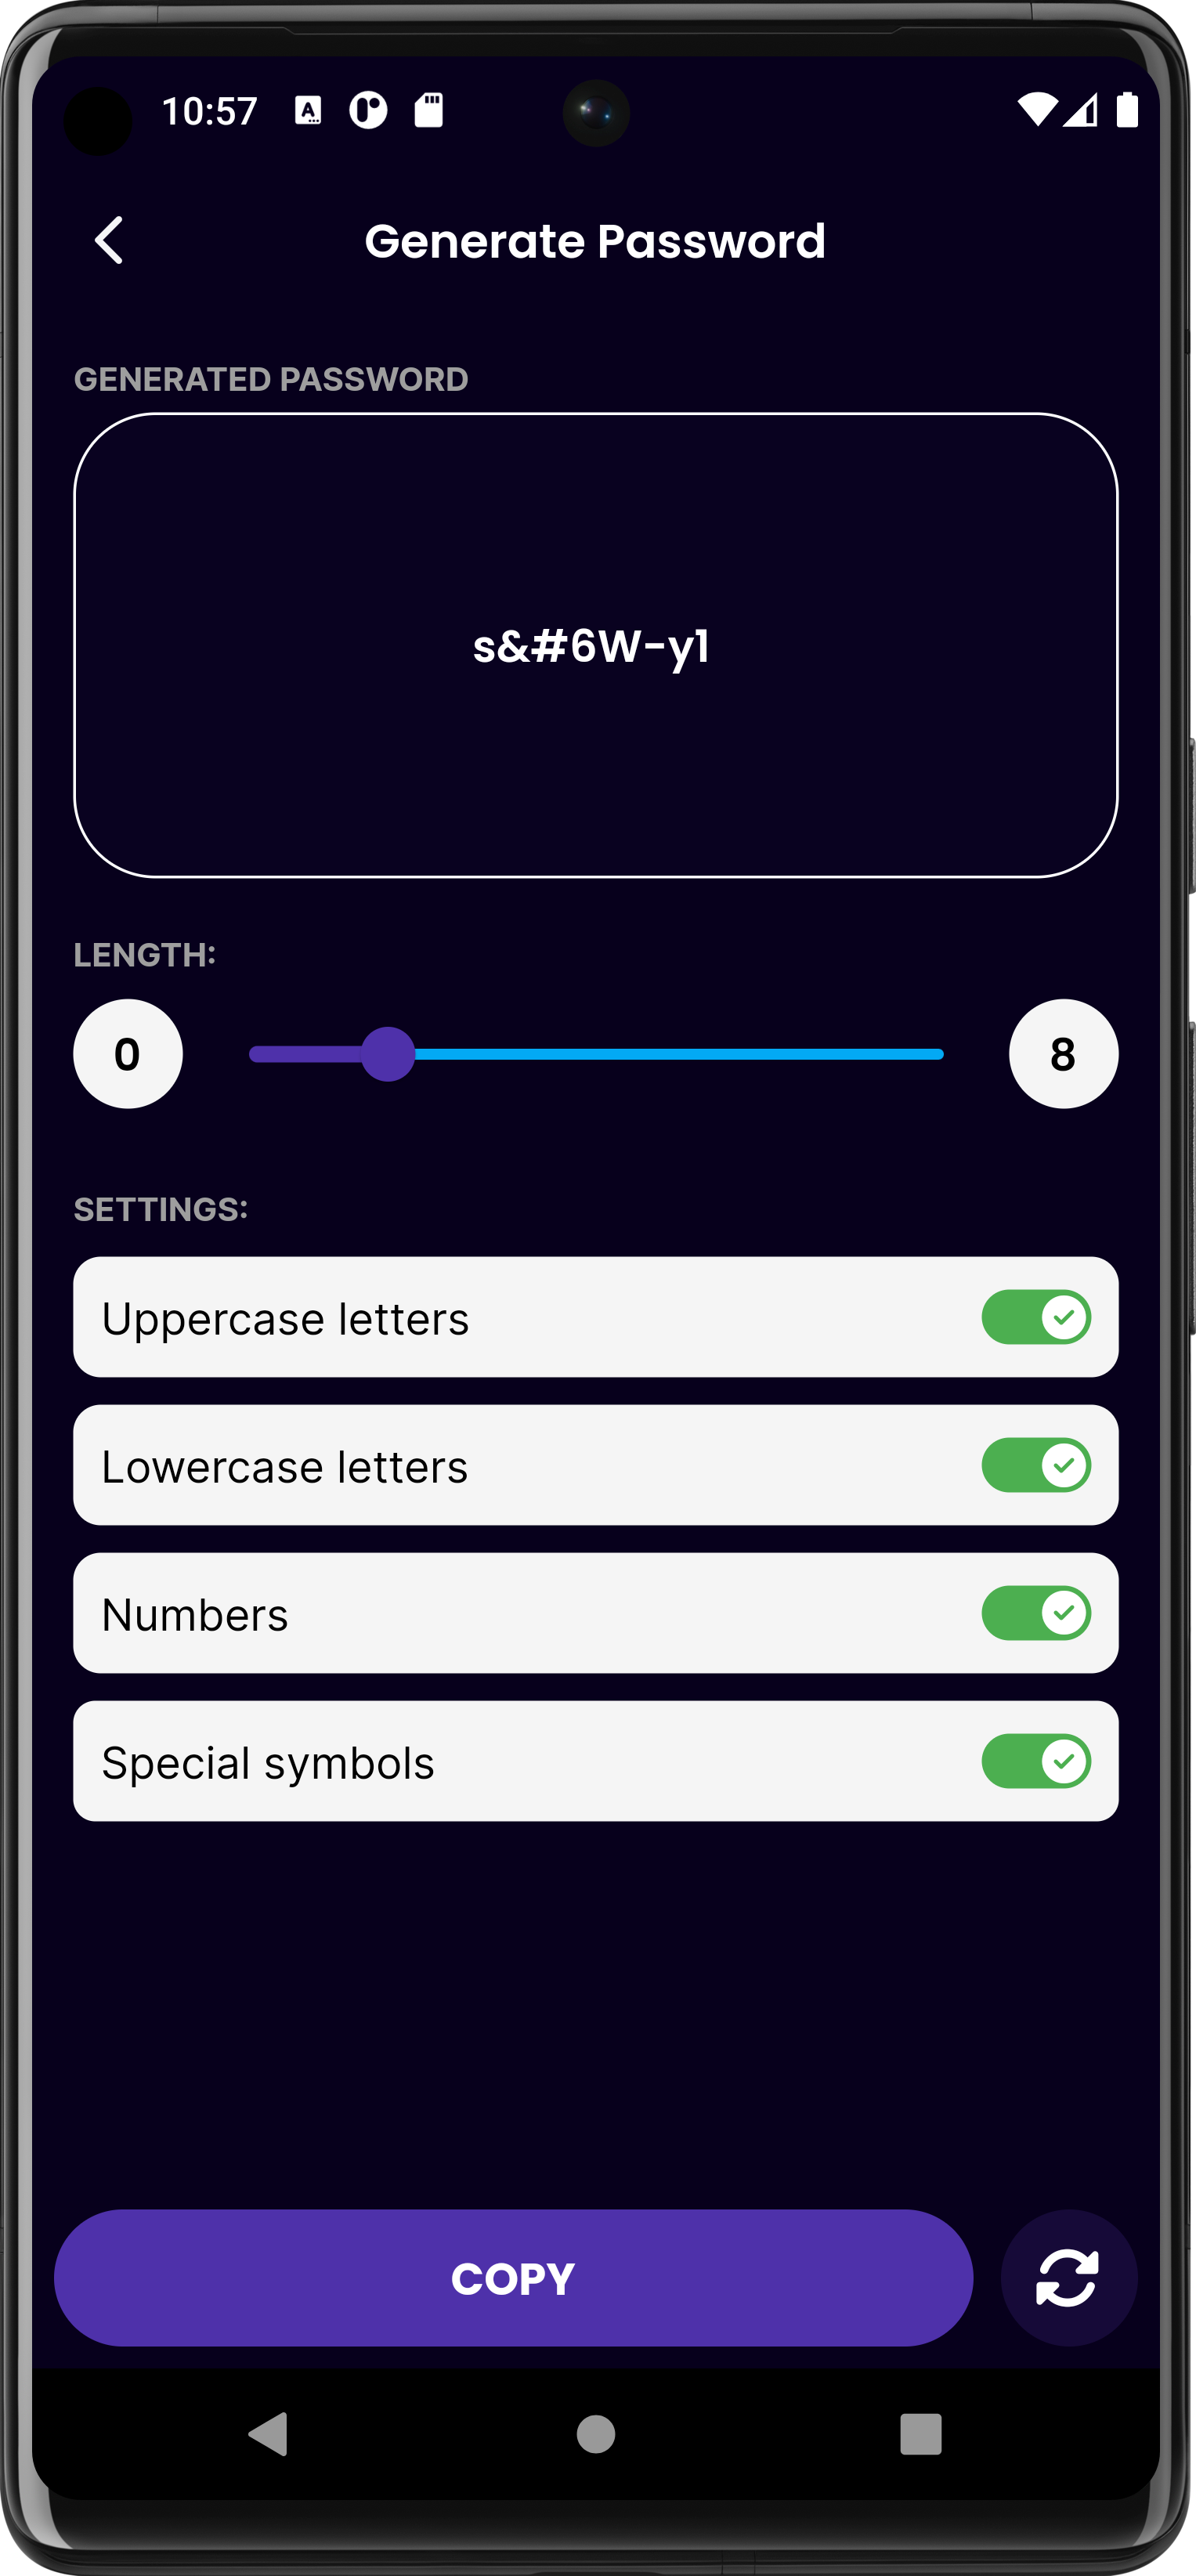 10:57
Generate Password
GENERATED PASSWORD
s&#6W-y1
LENGTH:
0
8
SETTINGS:
Uppercase letters
Lowercase letters
Numbers
Special symbols
COPY